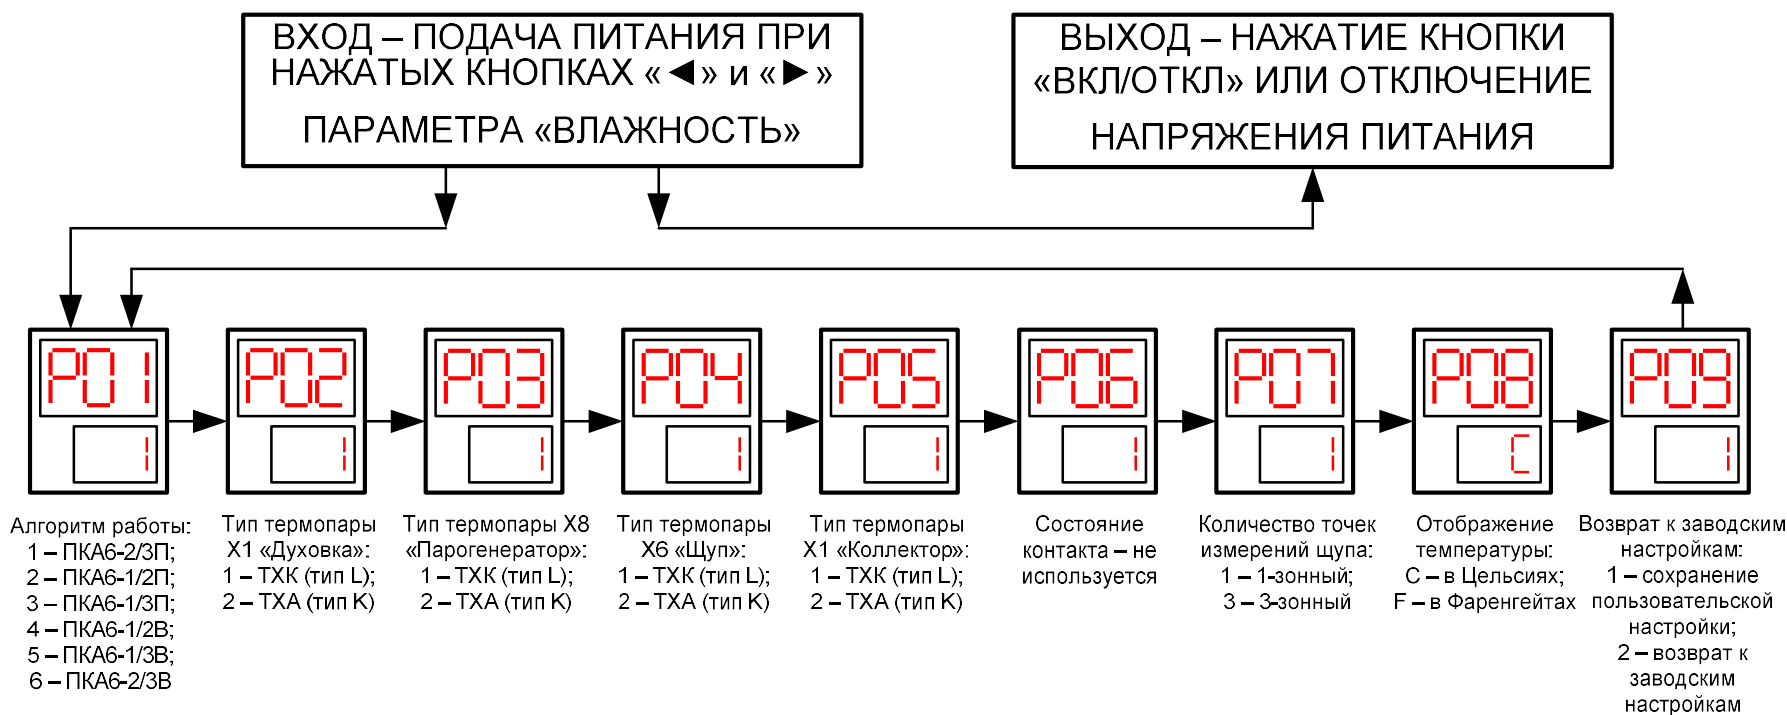 ВХОД – ПОДАЧА ПИТАНИЯ ПРИ
НАЖАТЫХ КНОПКАХ «◄» и «►»
ПАРАМЕТРА «ВЛАЖНОСТЬ»
ВЫХОД – НАЖАТИЕ КНОПКИ
«ВКЛ/ОТКЛ» ИЛИ ОТКЛЮЧЕНИЕ
НАПРЯЖЕНИЯ ПИТАНИЯ
P01
1
Алгоритм работы:
1 – ПКА6-2/3П;
2 – ПКА6-1/2П;
3 – ПКА6-1/3П;
4 – ПКА6-1/2В;
5 – ПКА6-1/3В;
6 – ПКА6-2/3В
P02
1
Тип термопары
X1 «Духовка»:
1 – ТХК (тип L);
2 – ТХА (тип K)
P03
1
Тип термопары X8
«Парогенератор»:
1 – ТХК (тип L);
2 – ТХА (тип K)
P04
1
Тип термопары
X6 «Щуп»:
1 – ТХК (тип L);
2 – ТХА (тип K)
P05
1
Тип термопары
X1 «Коллектор»:
1 – ТХК (тип L);
2 – ТХА (тип K)
P06
1
Состояние
контакта – не
используется
P07
1
Количество точек
измерений щупа:
1 – 1-зонный;
3 – 3-зонный
P08
C
Отображение
температуры:
C – в Цельсиях;
F – в Фаренгейтах
P09
1
Возврат к заводским
настройкам:
1 – сохранение
пользовательской
настройки;
2 – возврат к
заводским
настройкам